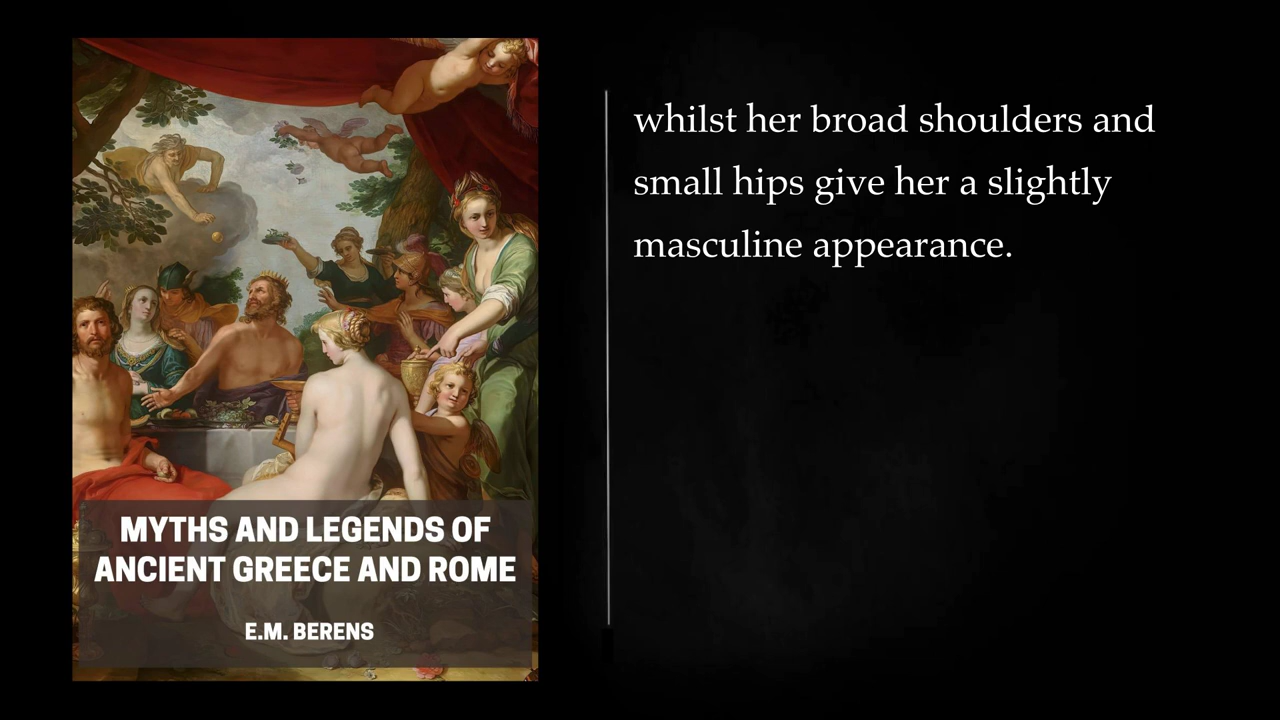 MYTHS AND LEGENDS OF
ANCIENT GREECE AND ROME
E.M. BERENS
whilst her broad shoulders and
small hips give her a slightly
masculine appearance.